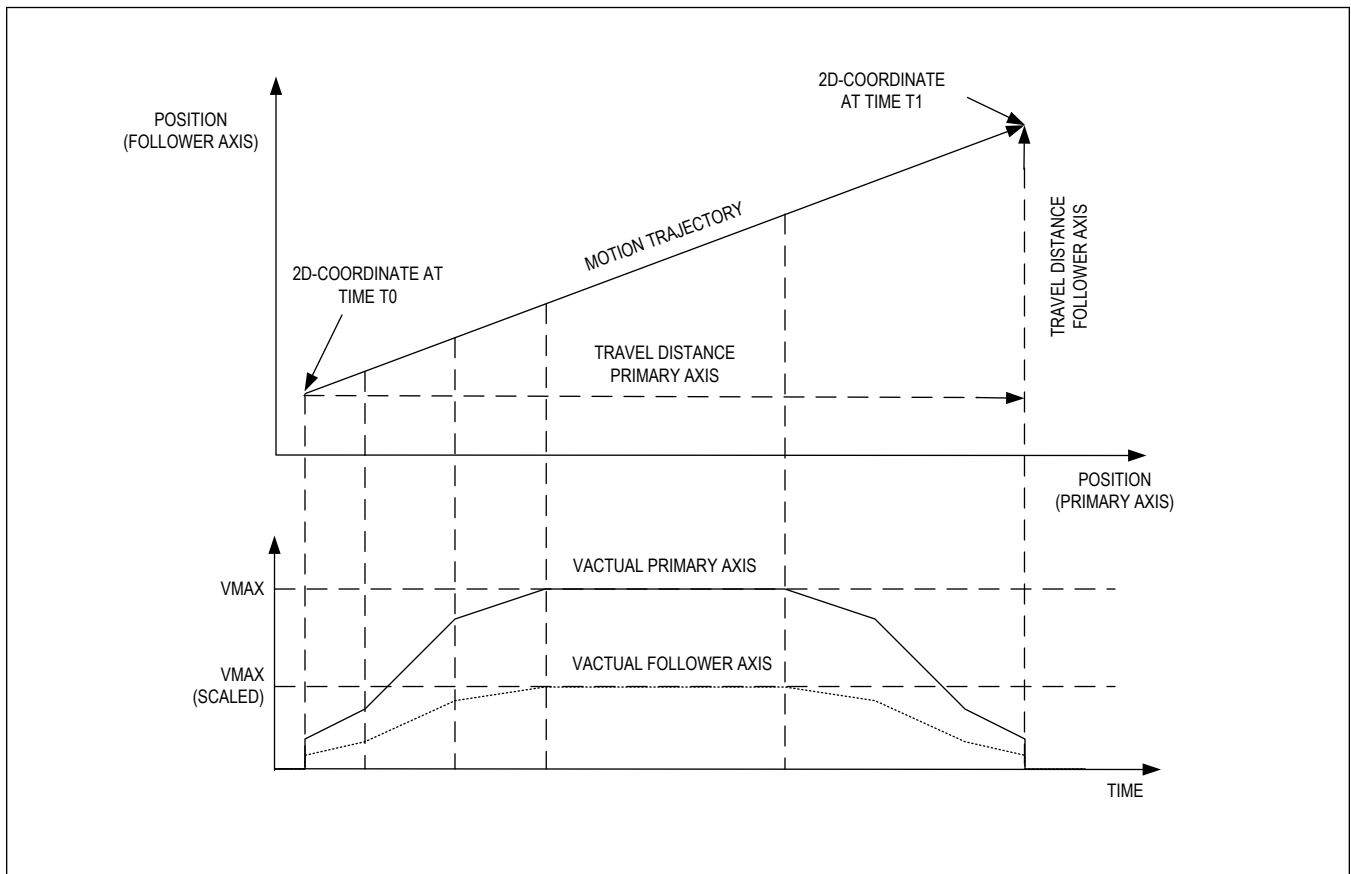 2D-COORDINATE
AT TIME T1
POSITION
(FOLLOWER AXIS)
MOTION TRAJECTORY
TRAVEL DISTANCE
FOLLOWER AXIS
2D-COORDINATE AT
TIME T0
TRAVEL DISTANCE
PRIMARY AXIS
POSITION
(PRIMARY AXIS)
VACTUAL PRIMARY AXIS
VMAX
VACTUAL FOLLOWER AXIS
VMAX
(SCALED)
TIME